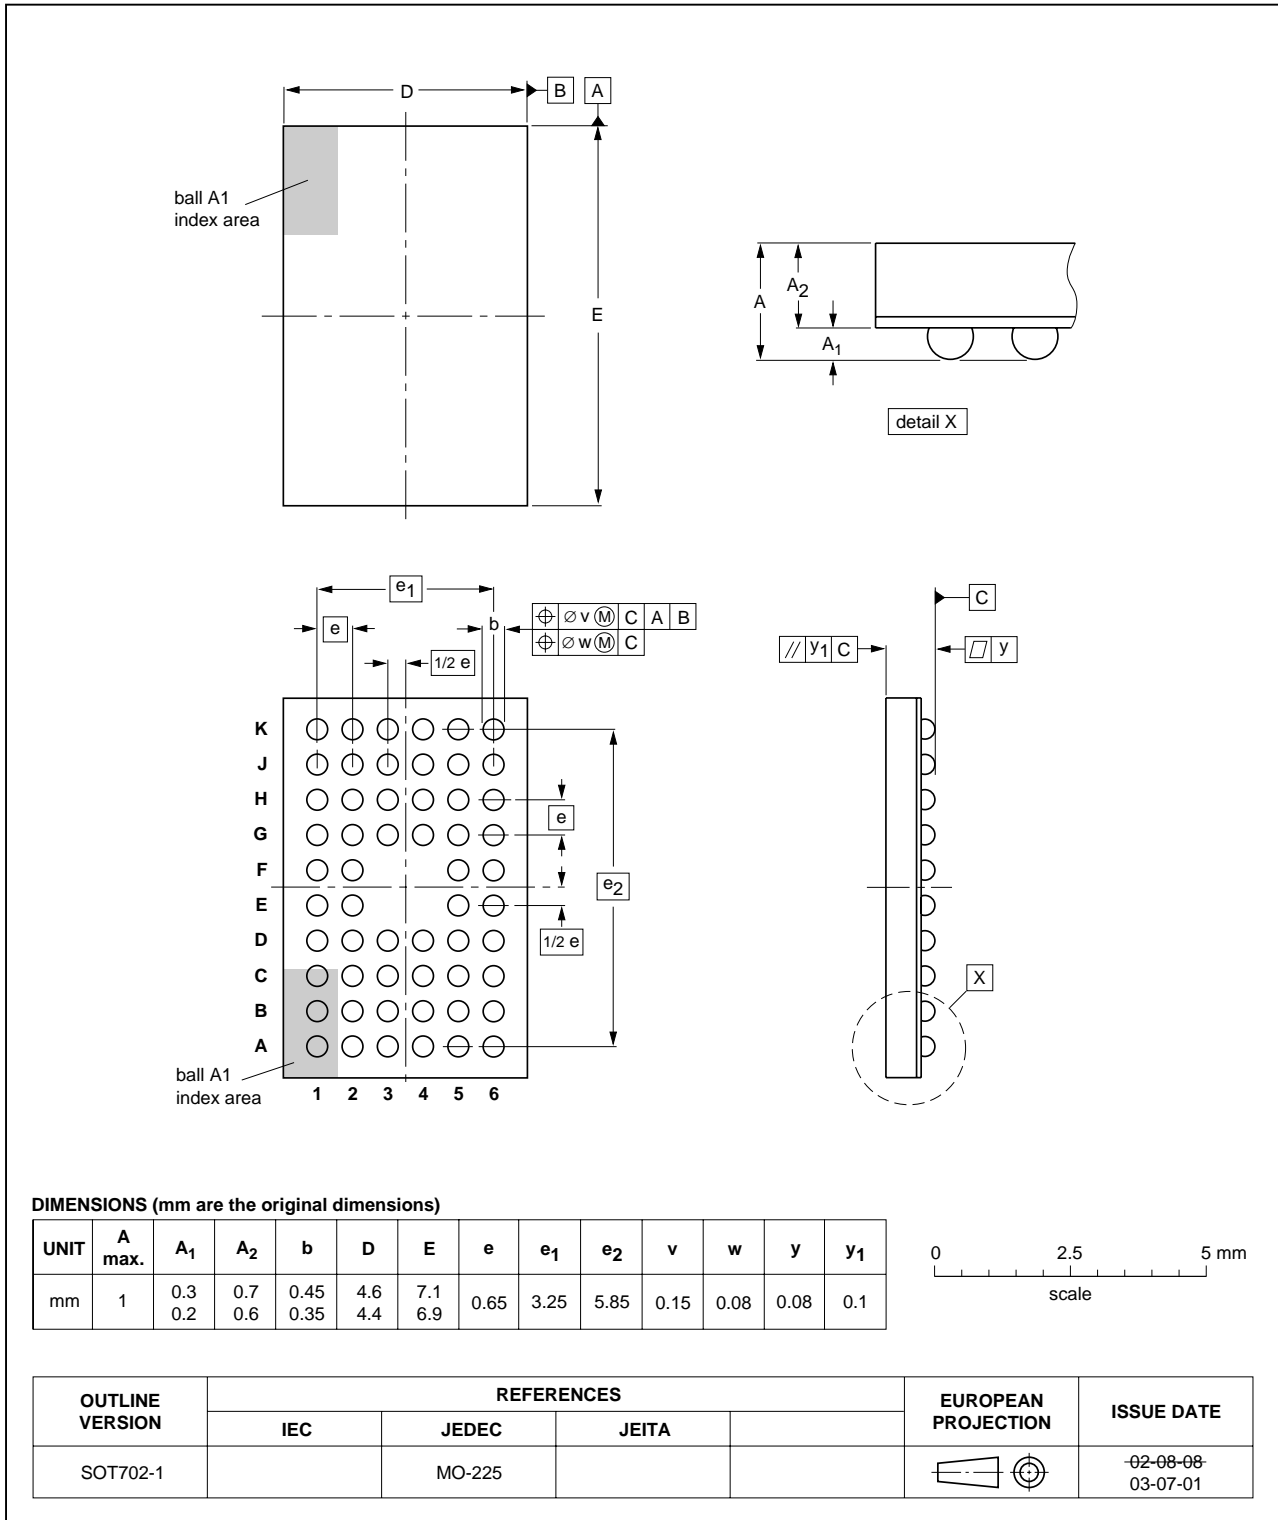 D
B
A
ball A1
index area
E
A
A2
A1
detail X
e1
e
b
⌖ ⌀ v Ⓜ C A B
⌖ ⌀ w Ⓜ C
1/2 e
C
// y1 C
▱ y
K
J
H
G
F
E
D
C
B
A
e
e2
1/2 e
X
ball A1
index area
1 2 3 4 5 6
DIMENSIONS (mm are the original dimensions)
UNIT A max. A1 A2 b D E e e1 e2 v w y y1
mm 1 0.3 0.2 0.7 0.6 0.45 0.35 4.6 4.4 7.1 6.9 0.65 3.25 5.85 0.15 0.08 0.08 0.1
0 2.5 5 mm
scale
OUTLINE VERSION REFERENCES EUROPEAN PROJECTION ISSUE DATE
IEC JEDEC JEITA
SOT702-1 MO-225 02-08-08
03-07-01